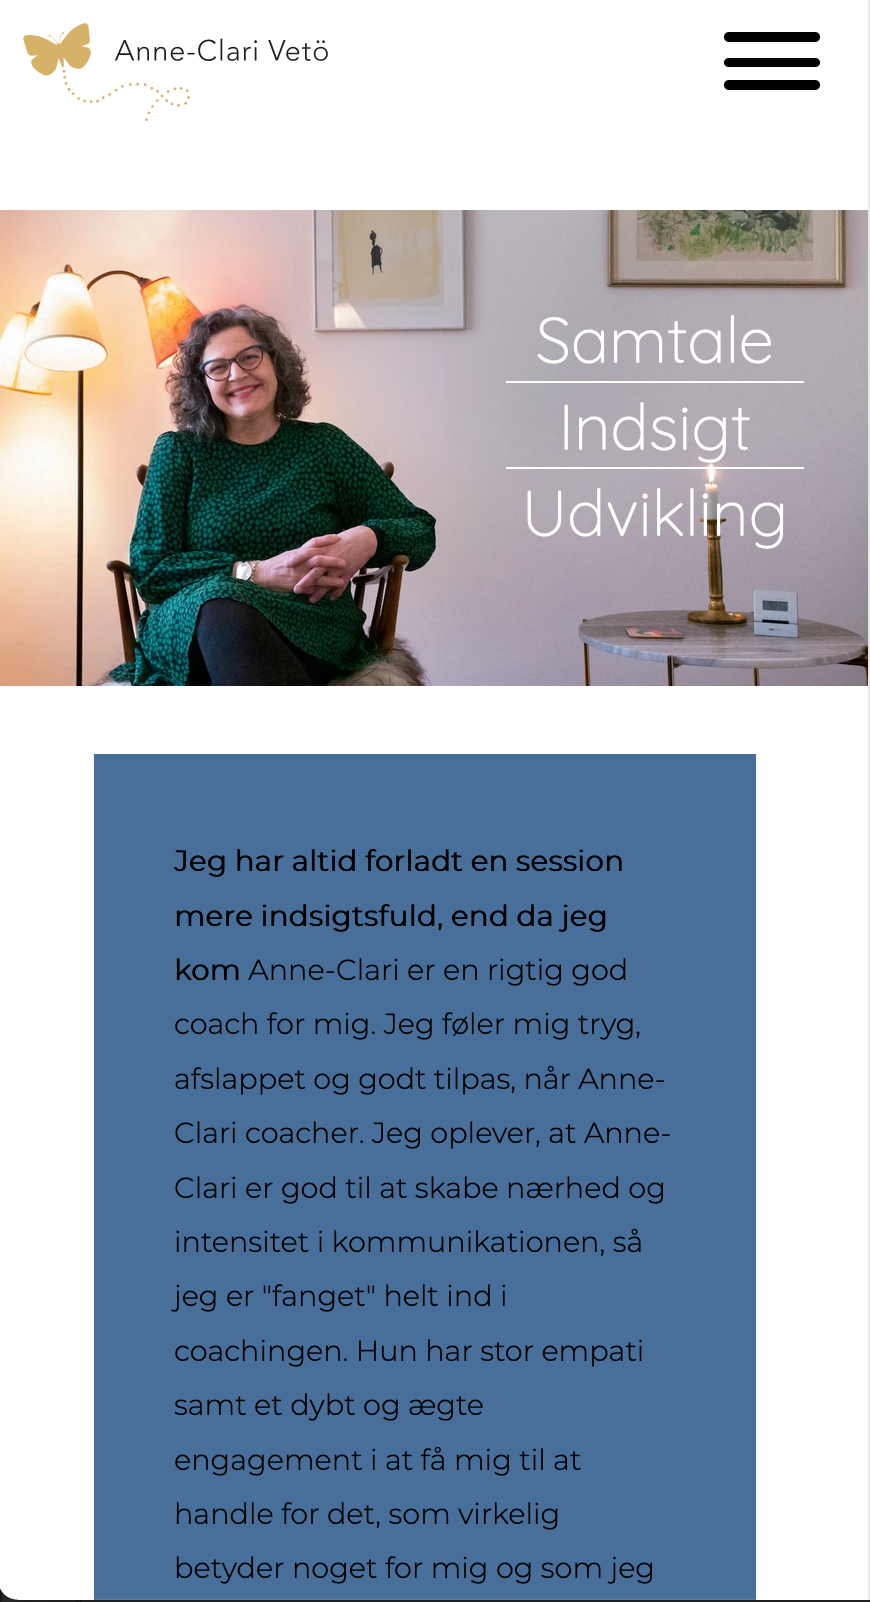 Anne-Clari Vetö
Samtale
Indsigt
Udvikling
Jeg har altid forladt en session
mere indsigtsfuld, end da jeg
kom Anne-Clari er en rigtig god
coach for mig. Jeg føler mig tryg,
afslappet og godt tilpas, når Anne-
Clari coacher. Jeg oplever, at Anne-
Clari er god til at skabe nærhed og
intensitet i kommunikationen, så
jeg er "fanget" helt ind i
coachingen. Hun har stor empati
samt et dybt og ægte
engagement i at få mig til at
handle for det, som virkelig
betyder noget for mig og som jeg